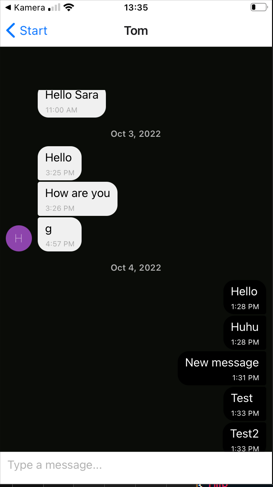 Kamera
13:35
Start
Tom
Hello Sara
11:00 AM
Oct 3, 2022
Hello
3:25 PM
How are you
3:26 PM
H
g
4:57 PM
Oct 4, 2022
Hello
1:28 PM
Huhu
1:28 PM
New message
1:31 PM
Test
1:33 PM
Test2
1:33 PM
Type a message...